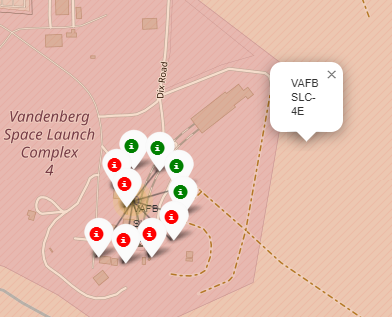 Dix Road
×
VAFB
SLC-
4E
Vandenberg
Space Launch
Complex
4